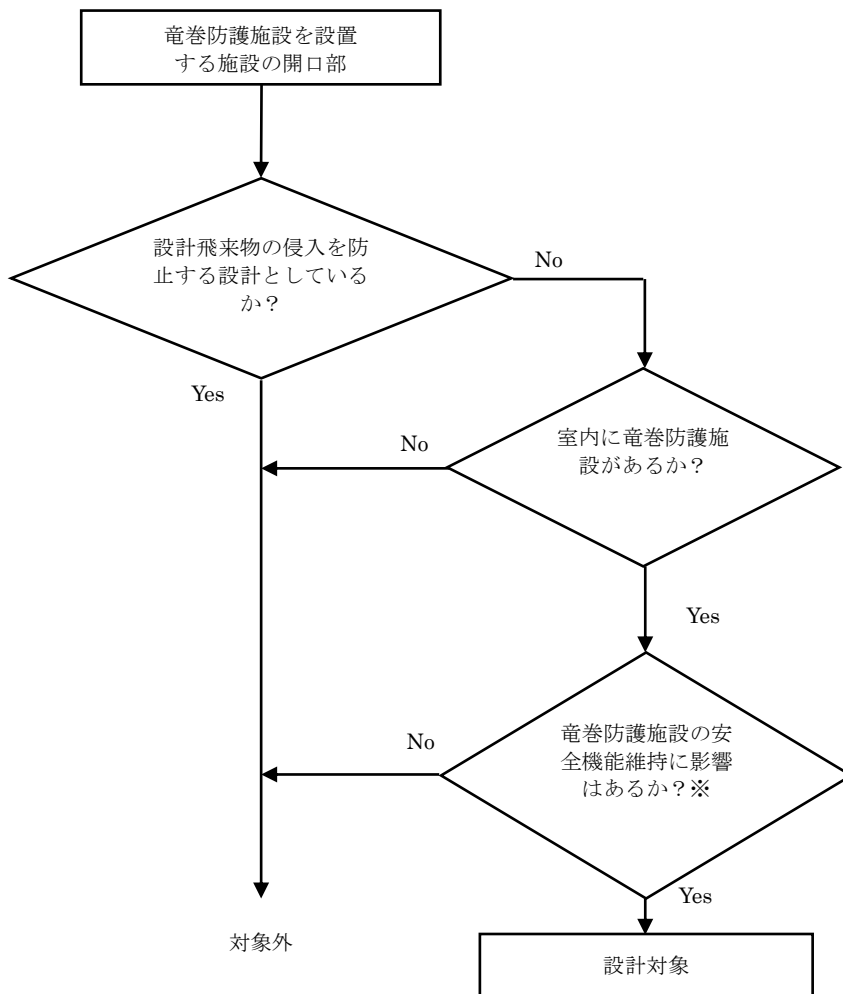 竜巻防護施設を設置
する施設の開口部
設計飛来物の侵入を防
止する設計としている
か？
No
Yes
室内に竜巻防護施
設があるか？
No
Yes
竜巻防護施設の安
全機能維持に影響
はあるか？※
No
Yes
対象外
設計対象